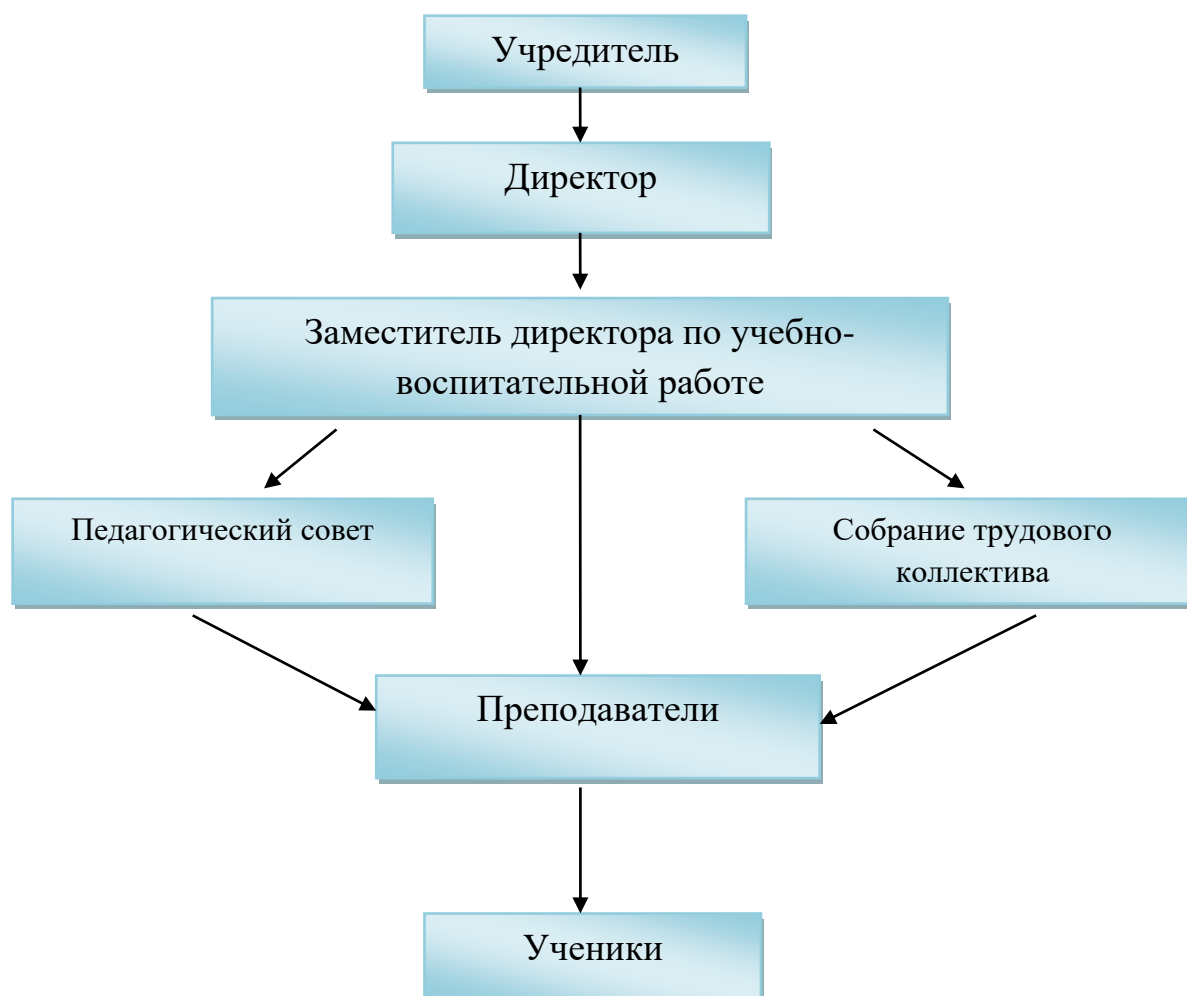 Учредитель
Директор
Заместитель директора по учебно-
воспитательной работе
Педагогический совет
Собрание трудового
коллектива
Преподаватели
Ученики